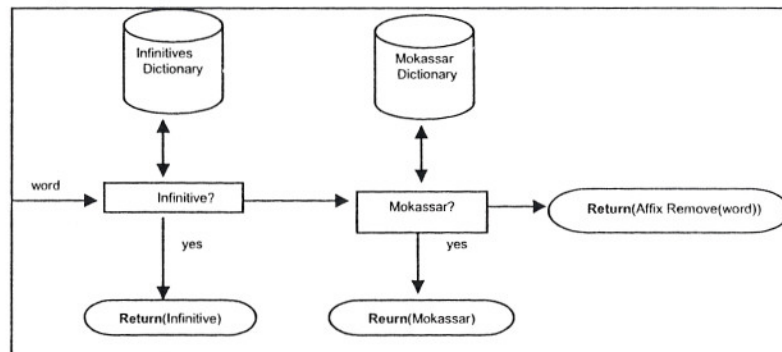 Infinitives
Dictionary
Mokassar
Dictionary
word
Infinitive?
Mokassar?
Return(Affix Remove(word))
yes
yes
Return(Infinitive)
Reurn(Mokassar)